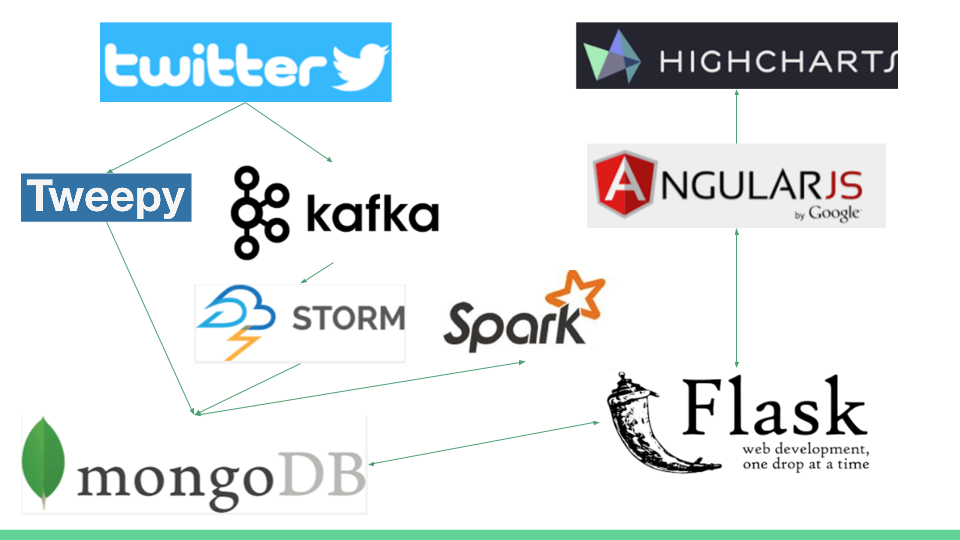 twitter
HIGHCHARTS
Tweepy
kafka
ANGULARJS
by Google
STORM
Spark
Flask
web development,
one drop at a time
mongoDB